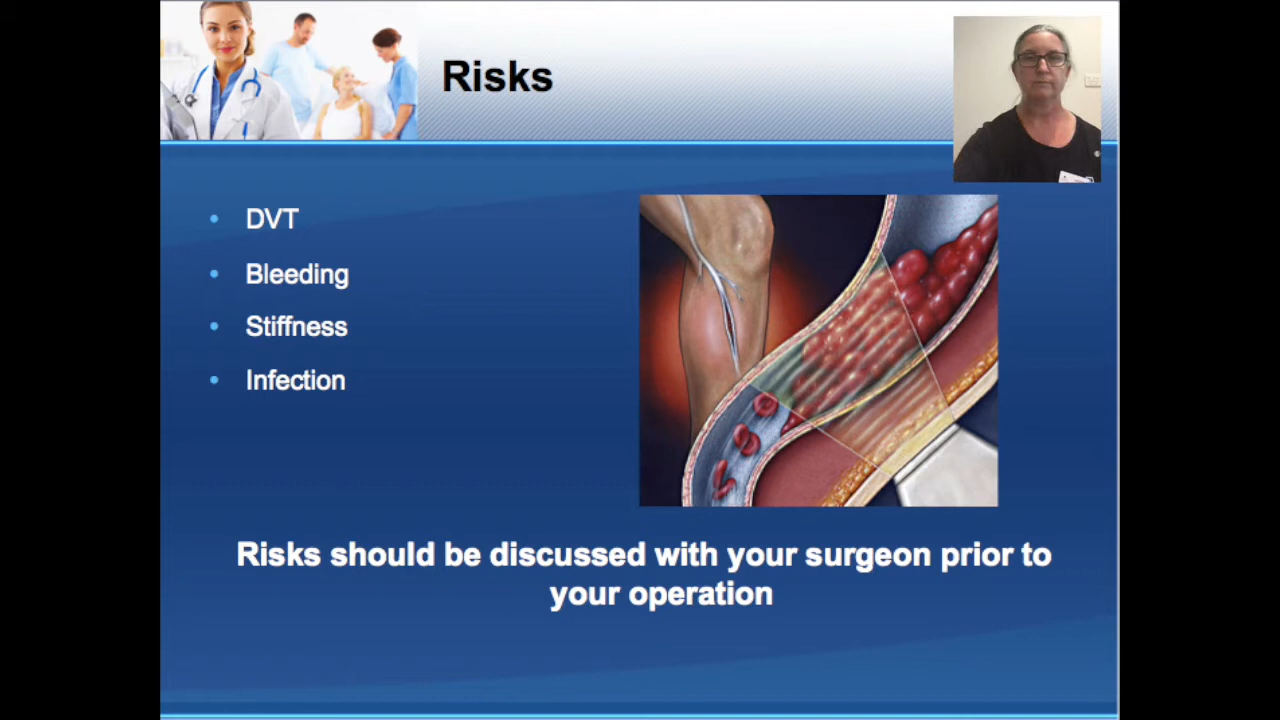 Risks
DVT
Bleeding
Stiffness
Infection
Risks should be discussed with your surgeon prior to
your operation